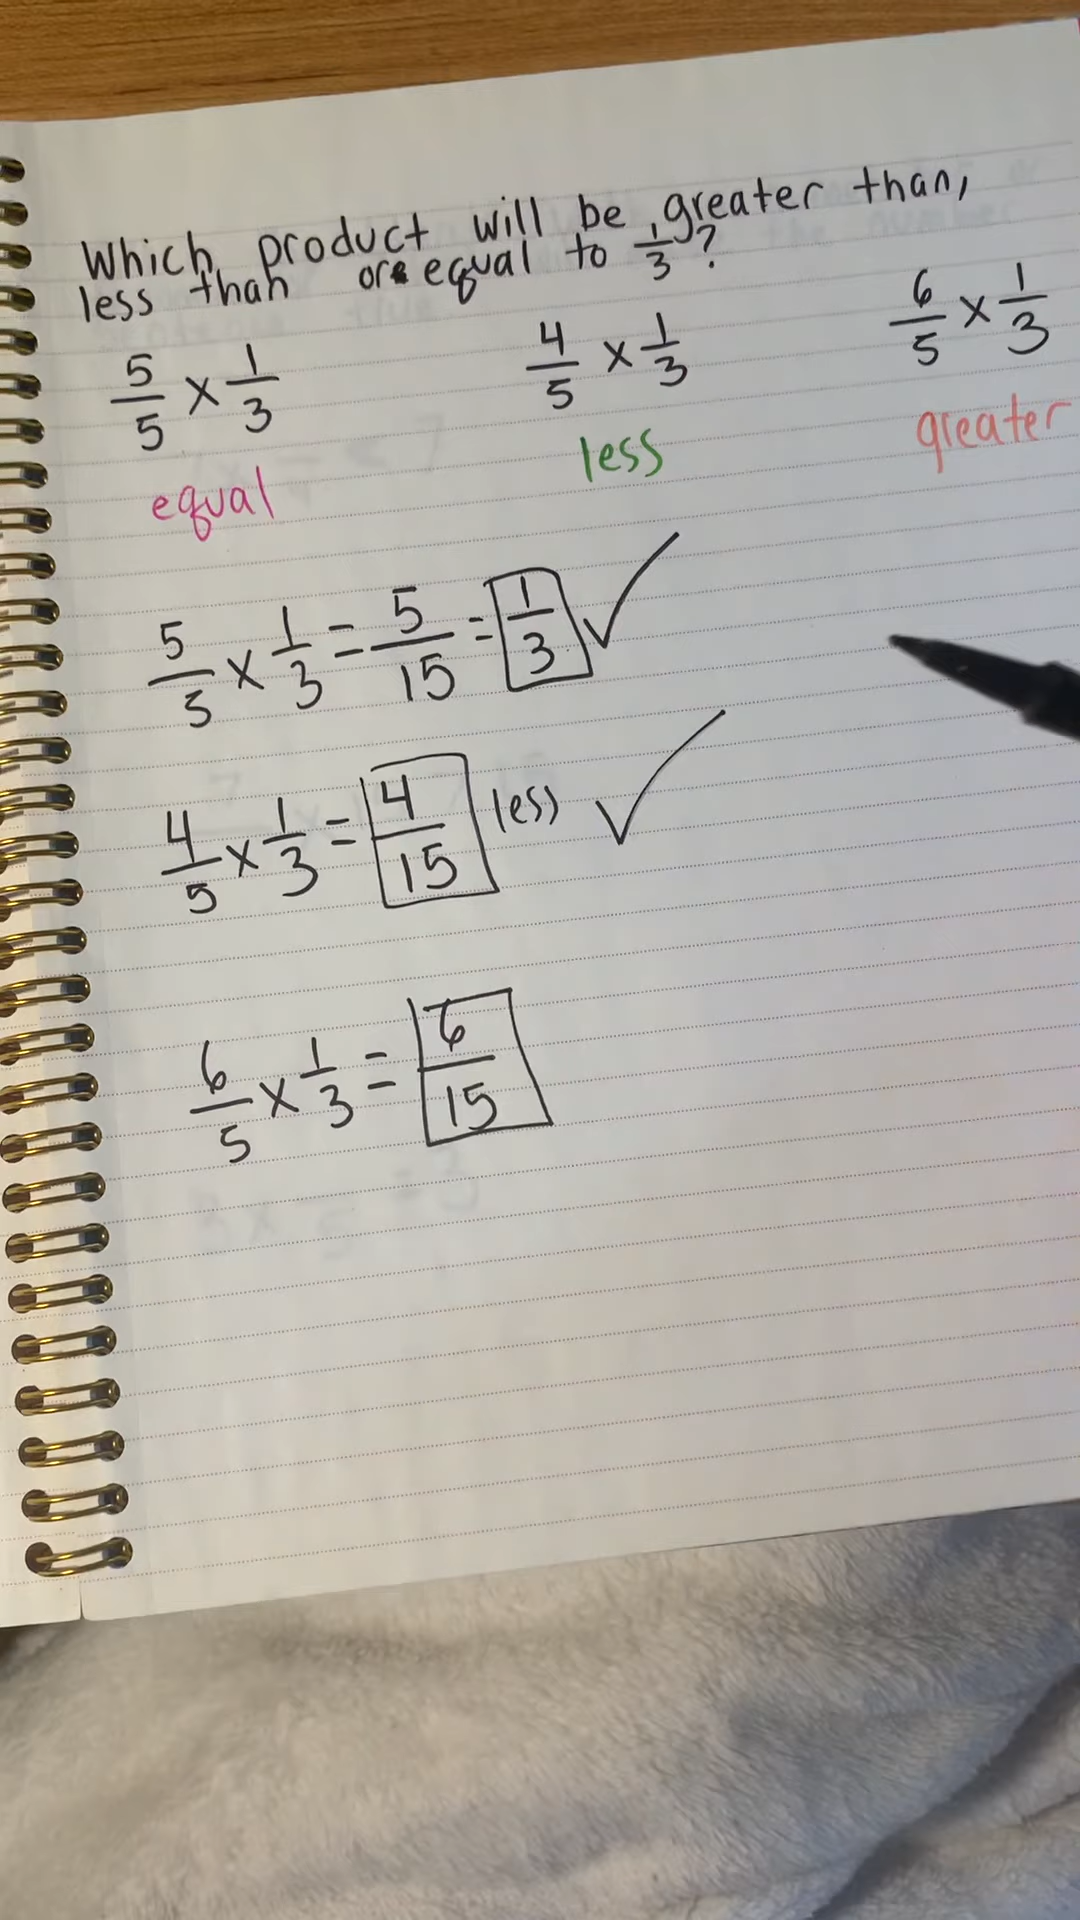 Which product will be greater than,
less than or equal to 1/3?
5/5 x 1/3 4/5 x 1/3 6/5 x 1/3
equal less greater
5/5 x 1/3 = 5/15 = 1/3 ✓
4/5 x 1/3 = 4/15 less ✓
6/5 x 1/3 = 6/15